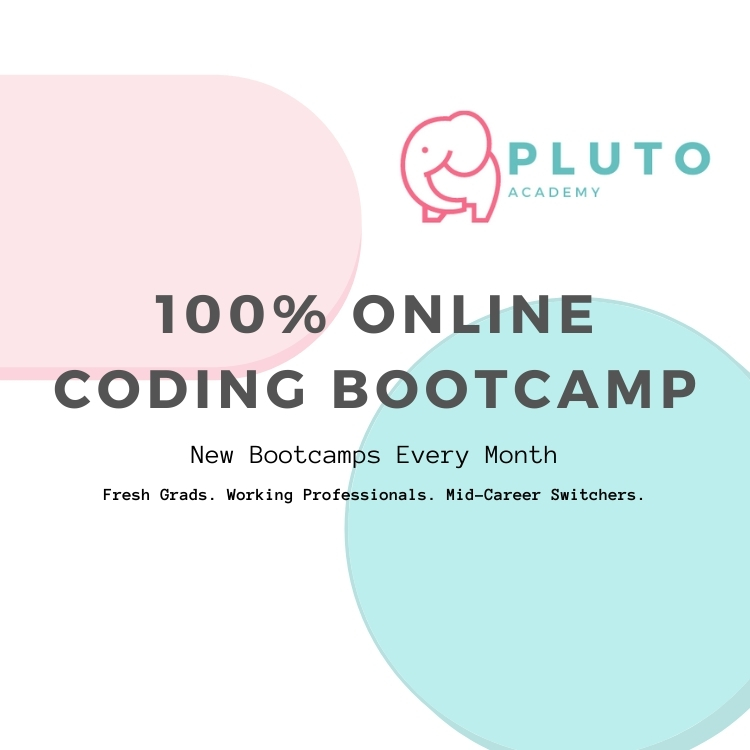 PLUTO
ACADEMY
100% ONLINE
CODING BOOTCAMP
New Bootcamps Every Month
Fresh Grads. Working Professionals. Mid-Career Switchers.